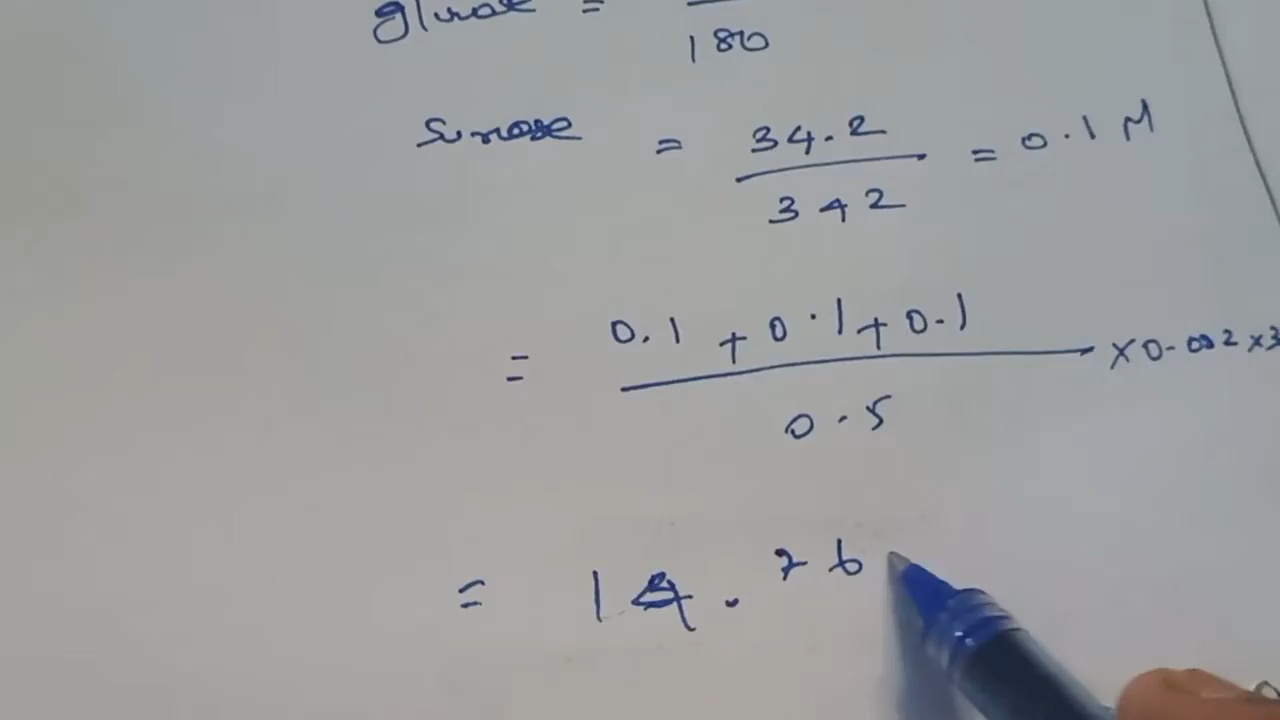 glucose =
180
sucrose = 34.2 / 342 = 0.1 M
= 0.1 + 0.1 + 0.1 / 0.5 × 0.082 × 3
= 14.76